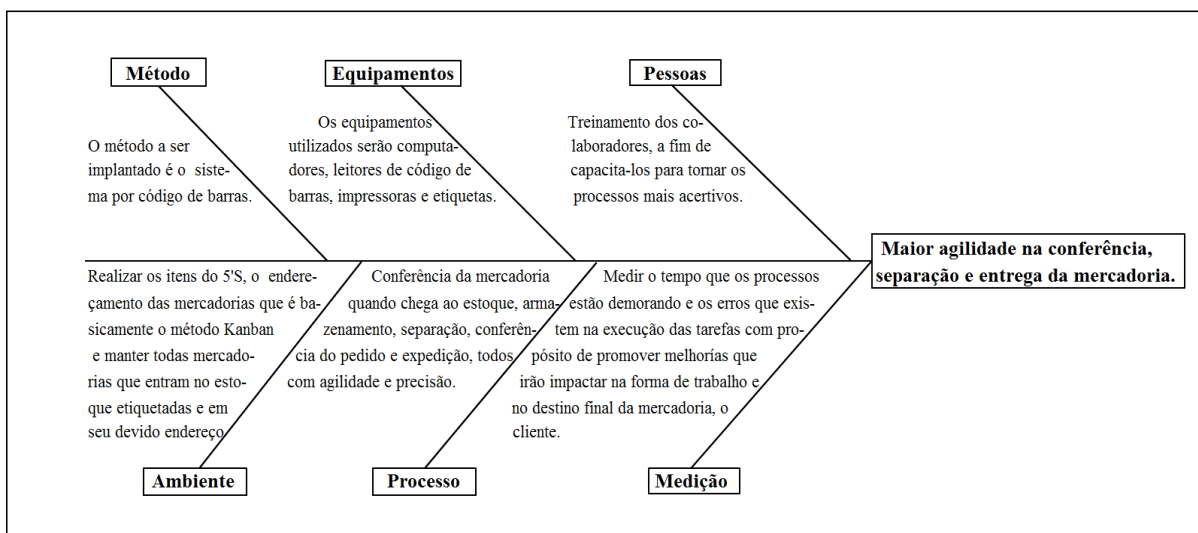 Método
O método a ser
implantado é o siste-
ma por código de barras.
Equipamentos
Os equipamentos
utilizados serão computa-
dores, leitores de código de
barras, impressoras e etiquetas.
Pessoas
Treinamento dos co-
laboradores, a fim de
capacita-los para tornar os
processos mais acertivos.
Maior agilidade na conferência,
separação e entrega da mercadoria.
Realizar os itens do 5'S, o endere-
çamento das mercadorias que é ba-
sicamente o método Kanban
e manter todas mercado-
rias que entram no esto-
que etiquetadas e em
seu devido endereço
Ambiente
Conferência da mercadoria
quando chega ao estoque, arma-
zenamento, separação, conferên-
cia do pedido e expedição, todos
com agilidade e precisão.
Processo
Medir o tempo que os processos
estão demorando e os erros que exis-
tem na execução das tarefas com pro-
pósito de promover melhorías que
irão impactar na forma de trabalho e
no destino final da mercadoria, o
cliente.
Medição